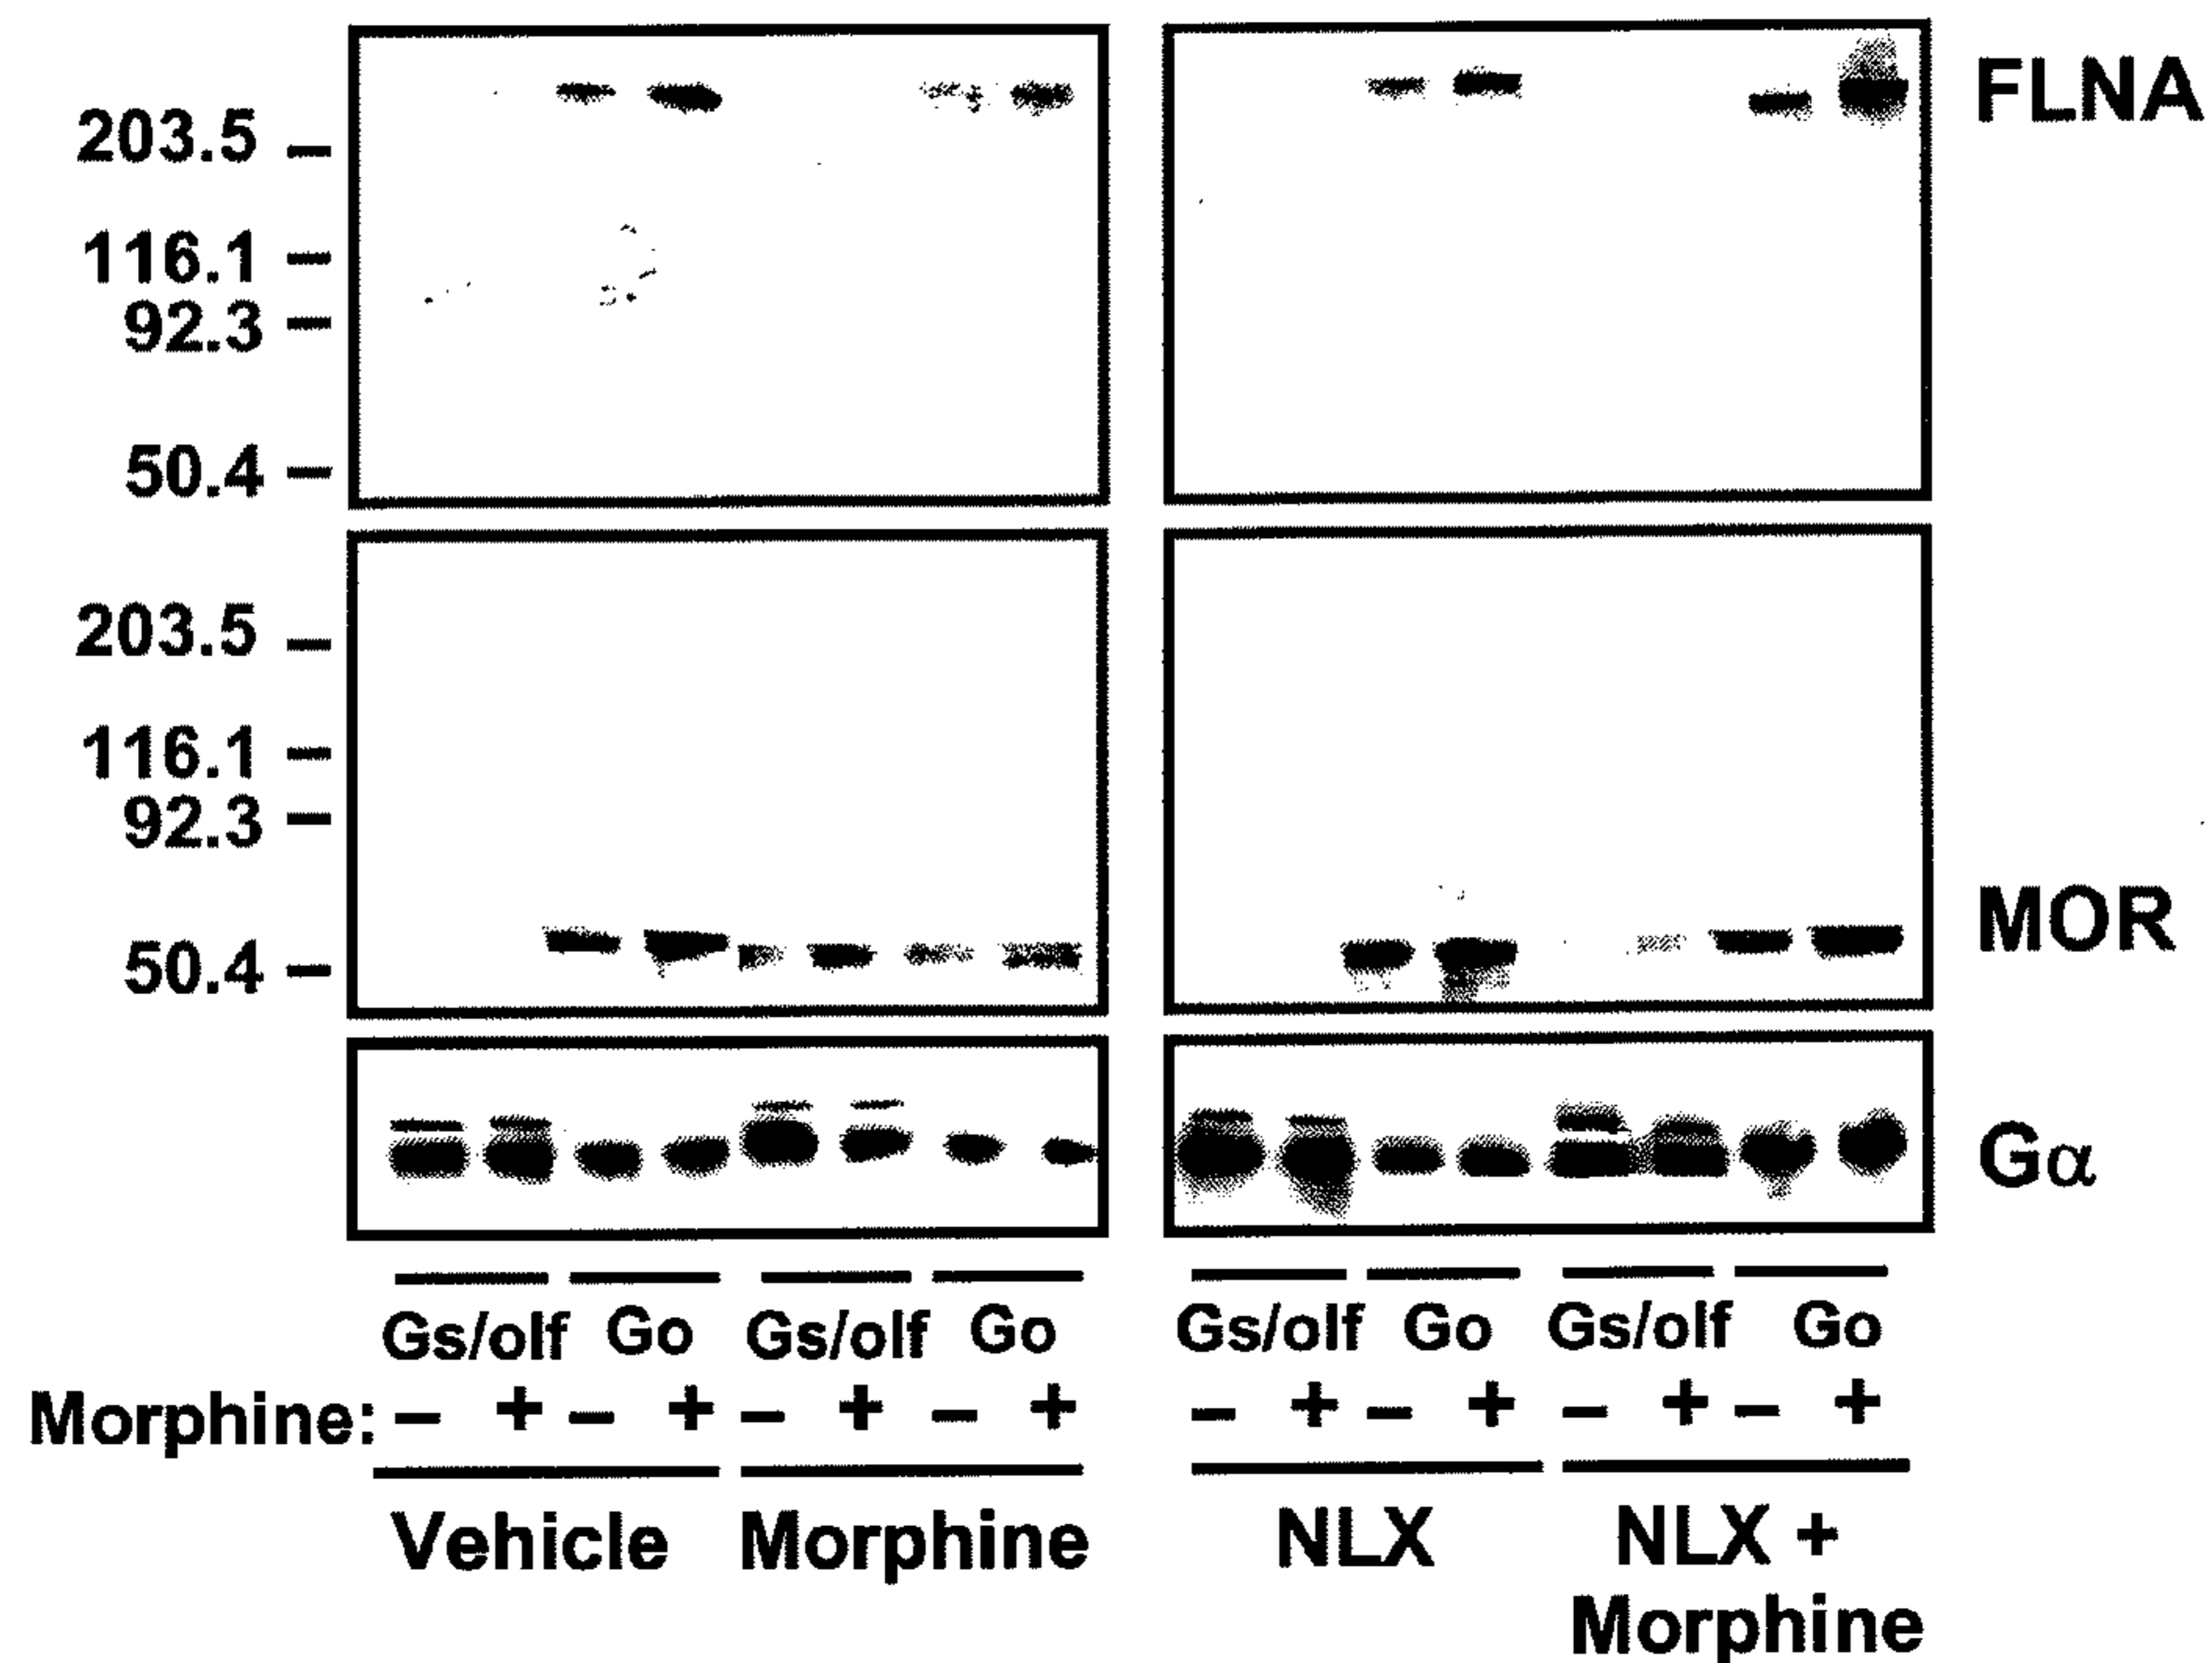 FLNA
203.5
116.1
92.3
50.4
203.5
116.1
92.3
MOR
50.4
Gα
Gs/olf Go Gs/olf Go Gs/olf Go Gs/olf Go
Morphine: – + – + – + – + – + – + – + – +
Vehicle Morphine NLX NLX +
Morphine